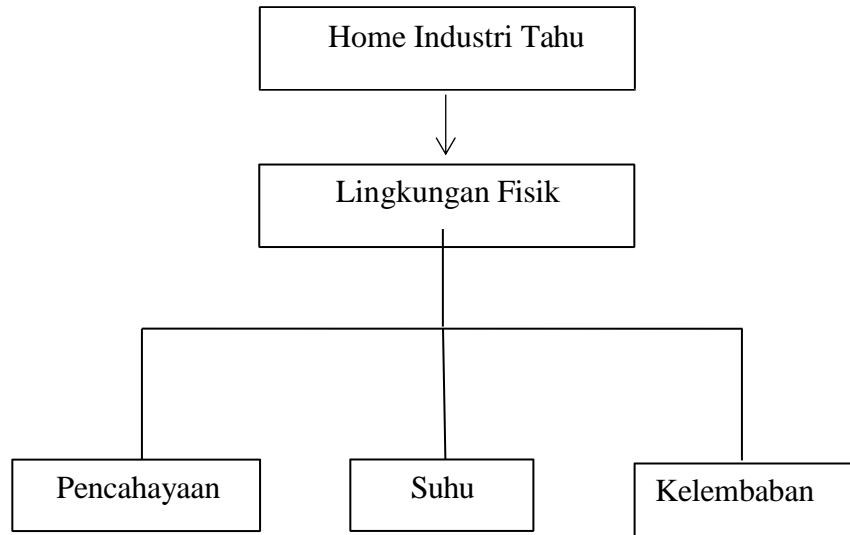 Home Industri Tahu
Lingkungan Fisik
Pencahayaan
Suhu
Kelembaban